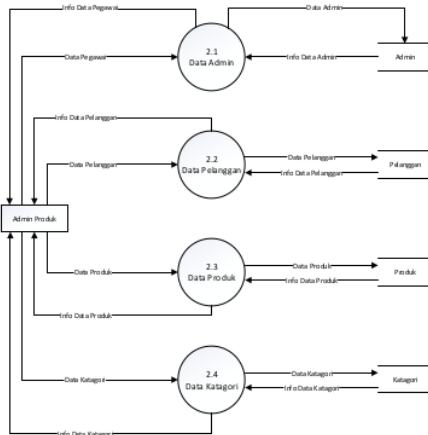 Info Data Pegawai
Data Admin
2.1
Data Admin
Data Pegawai
Info Data Admin
Admin
Info Data Pelanggan
2.2
Data Pelanggan
Data Pelanggan
Data Pelanggan
Info Data Pelanggan
Pelanggan
Admin Produk
2.3
Data Produk
Data Produk
Data Produk
Info Data Produk
Produk
Info Data Produk
2.4
Data Katagori
Data Katagori
Data Katagori
Info Data Katagori
Katagori
Info Data Katagori